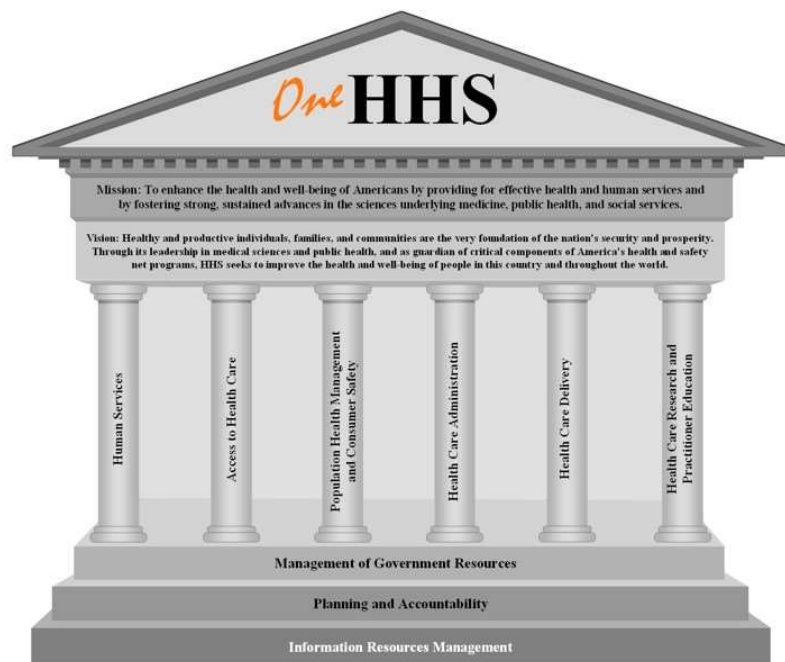 One HHS
Mission: To enhance the health and well-being of Americans by providing for effective health and human services and
by fostering strong, sustained advances in the sciences underlying medicine, public health, and social services.
Vision: Healthy and productive individuals, families, and communities are the very foundation of the nation's security and prosperity.
Through its leadership in medical sciences and public health, and as guardian of critical components of America's health and safety
net programs, HHS seeks to improve the health and well-being of people in this country and throughout the world.
Human Services
Access to Health Care
Population Health Management
and Consumer Safety
Health Care Administration
Health Care Delivery
Health Care Research and
Practitioner Education
Management of Government Resources
Planning and Accountability
Information Resources Management